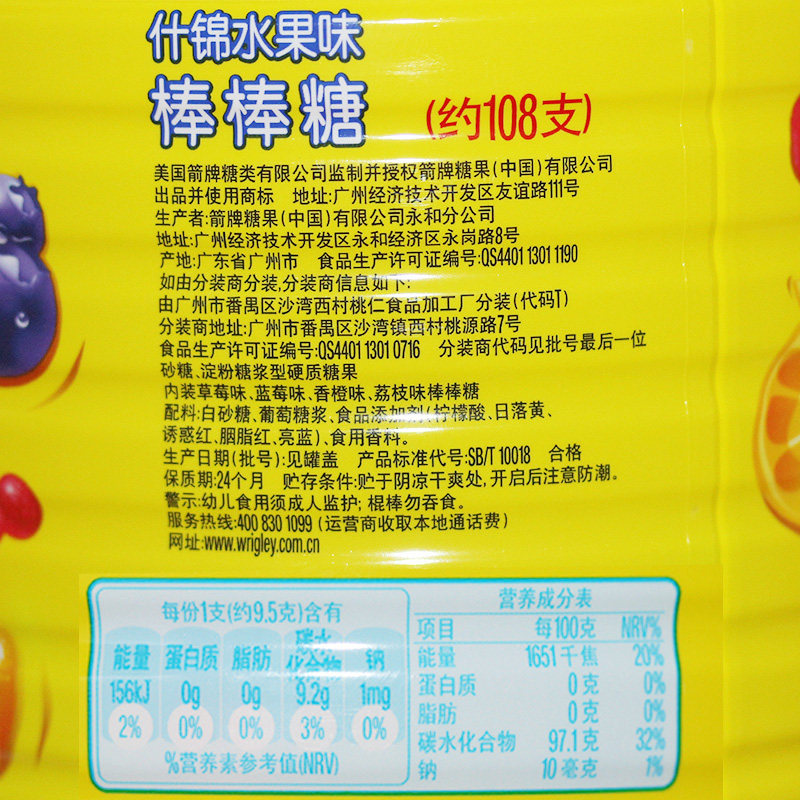 什锦水果味
棒棒糖 (约108支)
美国箭牌糖类有限公司监制并授权箭牌糖果(中国)有限公司
出品并使用商标 地址:广州经济技术开发区友谊路111号
生产者:箭牌糖果(中国)有限公司永和分公司
地址:广州经济技术开发区永和经济区永岗路8号
产地:广东省广州市 食品生产许可证编号:QS4401 1301 1190
如由分装商分装,分装商信息如下:
由广州市番禺区沙湾西村桃仁食品加工厂分装(代码T)
分装商地址:广州市番禺区沙湾镇西村桃源路7号
食品生产许可证编号:QS4401 1301 0716 分装商代码见批号最后一位
砂糖、淀粉糖浆型硬质糖果
内装草莓味、蓝莓味、香橙味、荔枝味棒棒糖
配料:白砂糖、葡萄糖浆、食品添加剂(柠檬酸、日落黄、
诱惑红、胭脂红、亮蓝)、食用香料。
生产日期(批号):见罐盖 产品标准代号:SB/T 10018 合格
保质期:24个月 贮存条件:贮于阴凉干爽处,开启后注意防潮。
警示:幼儿食用须成人监护; 棍棒勿吞食。
服务热线:400 830 1099 (运营商收取本地通话费)
网址:www.wrigley.com.cn
每份1支(约9.5克)含有
能量 蛋白质 脂肪 碳水化合物 钠
156kJ 0g 0g 9.2g 1mg
2% 0% 0% 3% 0%
%营养素参考值(NRV)
营养成分表
项目 每100克 NRV%
能量 1651千焦 20%
蛋白质 0克 0%
脂肪 0克 0%
碳水化合物 97.1克 32%
钠 10毫克 1%